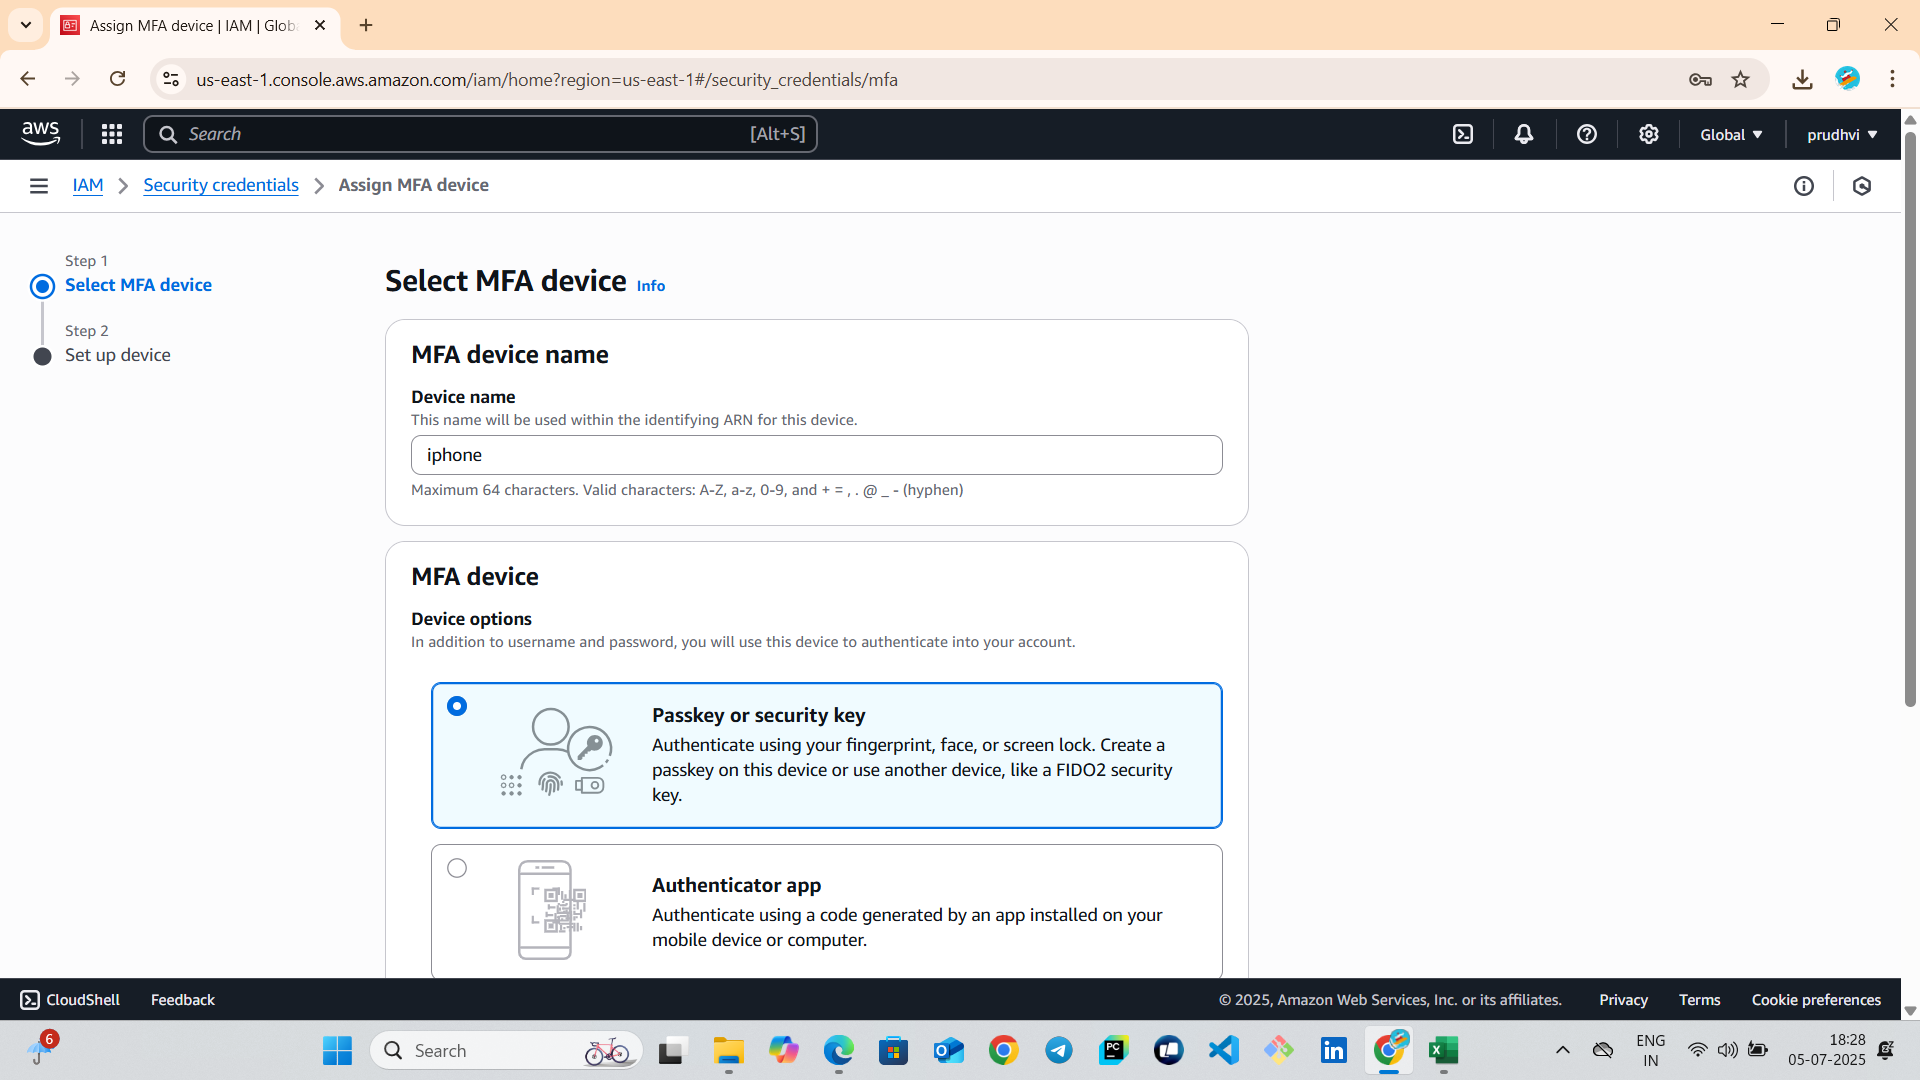 Assign MFA device | IAM | Globa
us-east-1.console.aws.amazon.com/iam/home?region=us-east-1#/security_credentials/mfa
aws
Search [Alt+S]
Global ▼
prudhvi ▼
IAM > Security credentials > Assign MFA device
Step 1
Select MFA device
Step 2
Set up device
Select MFA device Info
MFA device name
Device name
This name will be used within the identifying ARN for this device.
iphone
Maximum 64 characters. Valid characters: A-Z, a-z, 0-9, and + = , . @ _ - (hyphen)
MFA device
Device options
In addition to username and password, you will use this device to authenticate into your account.
Passkey or security key
Authenticate using your fingerprint, face, or screen lock. Create a
passkey on this device or use another device, like a FIDO2 security
key.
Authenticator app
Authenticate using a code generated by an app installed on your
mobile device or computer.
CloudShell Feedback
© 2025, Amazon Web Services, Inc. or its affiliates. Privacy Terms Cookie preferences
6
Search
PC
in
X
ENG
IN
18:28
05-07-2025